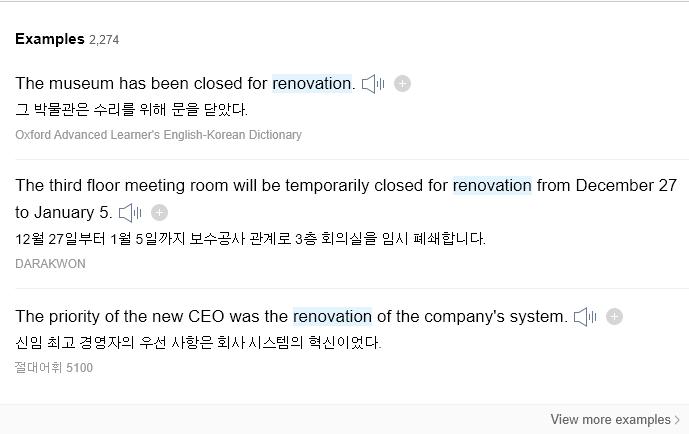 Examples 2,274
The museum has been closed for renovation.
그 박물관은 수리를 위해 문을 닫았다.
Oxford Advanced Learner's English-Korean Dictionary
The third floor meeting room will be temporarily closed for renovation from December 27
to January 5.
12월 27일부터 1월 5일까지 보수공사 관계로 3층 회의실을 임시 폐쇄합니다.
DARAKWON
The priority of the new CEO was the renovation of the company's system.
신임 최고 경영자의 우선 사항은 회사 시스템의 혁신이었다.
절대어휘 5100
View more examples